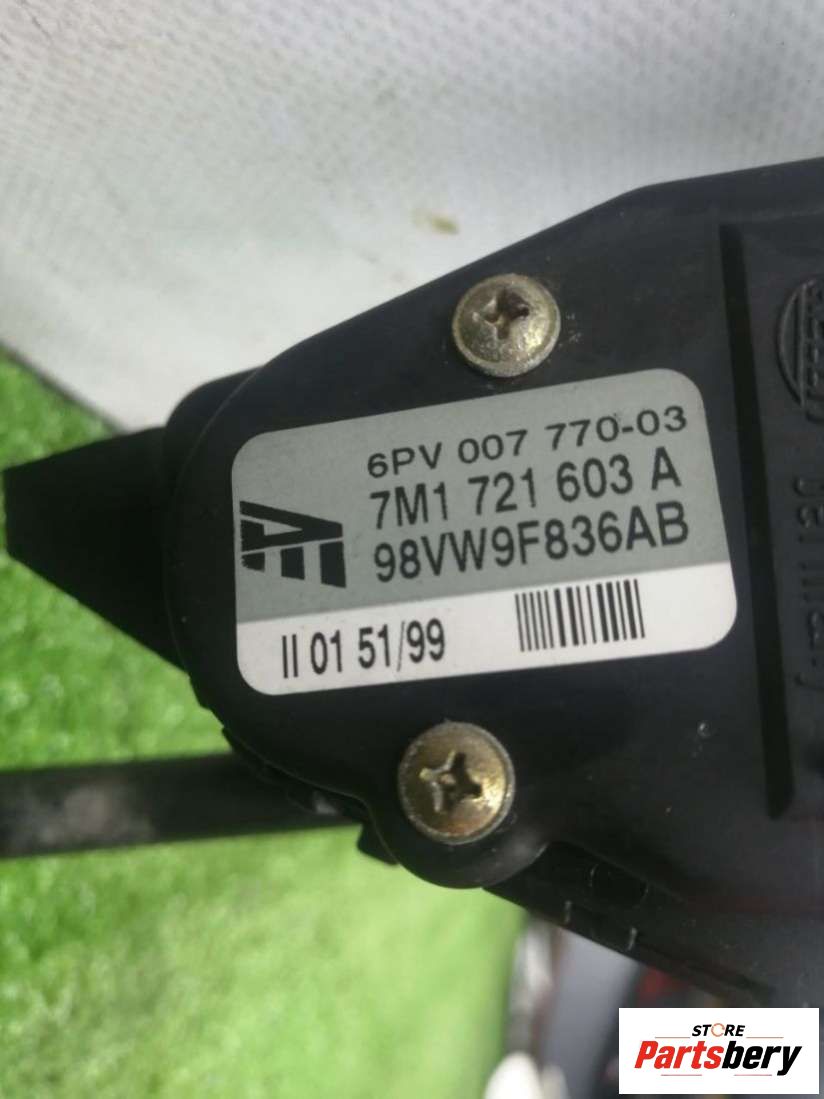 6PV 007 770-03
7M1 721 603 A
98VW9F836AB
II 01 51/99
STORE
Partsbery